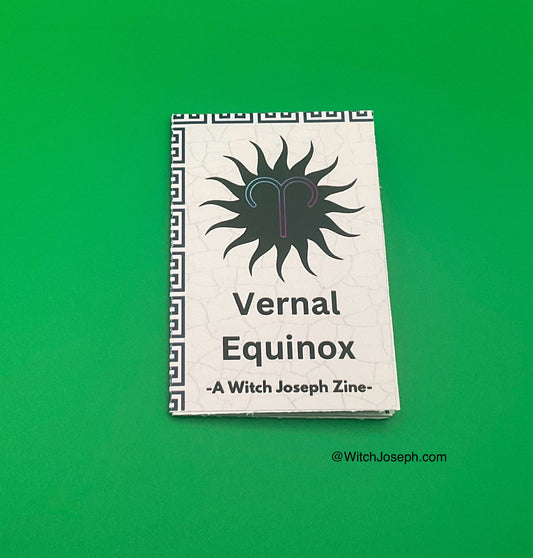 Vernal
Equinox
-A Witch Joseph Zine-
@WitchJoseph.com